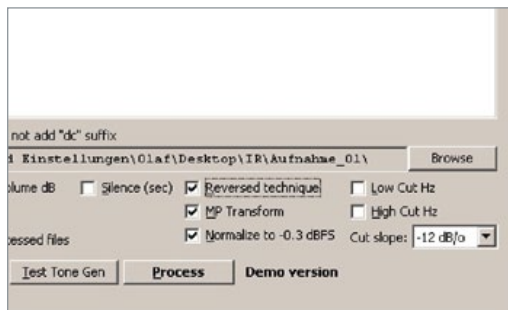 not add "dc" suffix
i Einstellungen\Olaf\Desktop\IR\Aufnahme_01\ Browse
lume dB Silence (sec) Reversed technique Low Cut Hz
MP Transform High Cut Hz
essed files Normalize to -0.3 dBFS Cut slope: -12 dB/o
Test Tone Gen Process Demo version